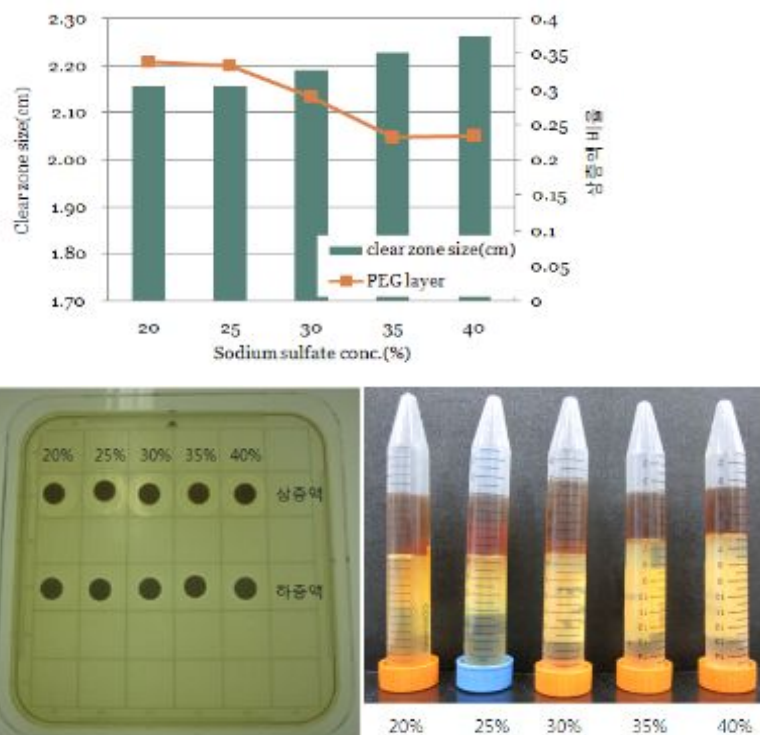 2.30
2.20
2.10
2.00
1.90
1.80
1.70
Clear zone size(cm)
0.4
0.35
0.3
0.25
0.2
0.15
0.1
0.05
0
상층액 비율
clear zone size(cm)
PEG layer
20 25 30 35 40
Sodium sulfate conc.(%)
20% 25% 30% 35% 40%
상층액
하층액
20% 25% 30% 35% 40%